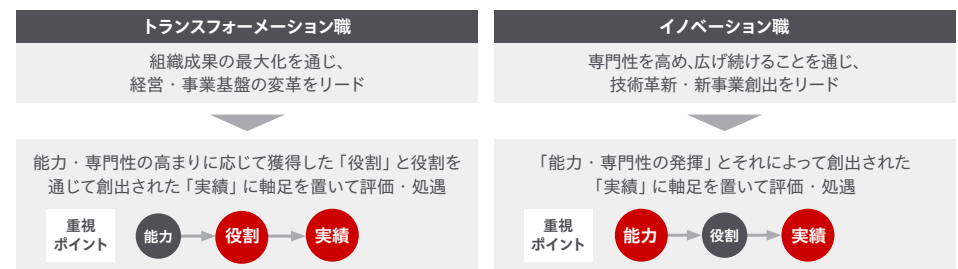 トランスフォーメーション職
組織成果の最大化を通じ、
経営・事業基盤の変革をリード
能力・専門性の高まりに応じて獲得した「役割」と役割を
通じて創出された「実績」に軸足を置いて評価・処遇
重視
ポイント
能力
役割
実績
イノベーション職
専門性を高め、広げ続けることを通じ、
技術革新・新事業創出をリード
「能力・専門性の発揮」とそれによって創出された
「実績」に軸足を置いて評価・処遇
重視
ポイント
能力
役割
実績